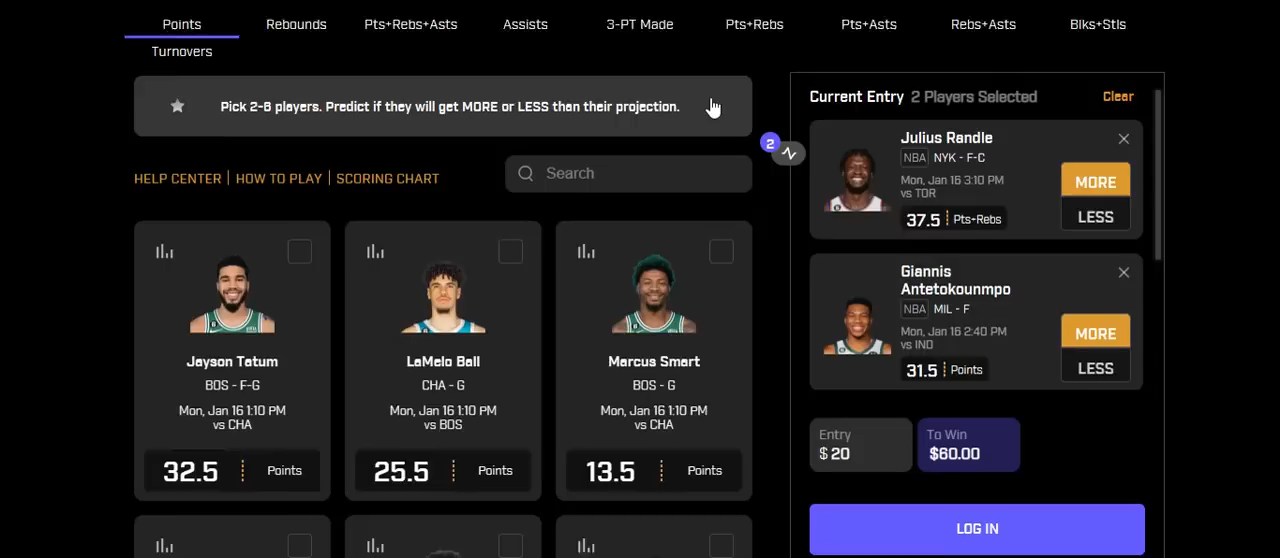 Points
Rebounds
Pts+Rebs+Asts
Assists
3-PT Made
Pts+Rebs
Pts+Asts
Rebs+Asts
Blks+Stls
Turnovers
Pick 2-6 players. Predict if they will get MORE or LESS than their projection.
HELP CENTER | HOW TO PLAY | SCORING CHART
Search
Jayson Tatum
BOS - F-G
Mon, Jan 16 1:10 PM
vs CHA
32.5 Points
LaMelo Ball
CHA - G
Mon, Jan 16 1:10 PM
vs BOS
25.5 Points
Marcus Smart
BOS - G
Mon, Jan 16 1:10 PM
vs CHA
13.5 Points
2
Current Entry 2 Players Selected
Clear
Julius Randle
NBA NYK - F-C
Mon, Jan 16 3:10 PM
vs TOR
37.5 Pts+Rebs
MORE
LESS
Giannis
Antetokounmpo
NBA MIL - F
Mon, Jan 16 2:40 PM
vs IND
31.5 Points
MORE
LESS
Entry
$ 20
To Win
$60.00
LOG IN